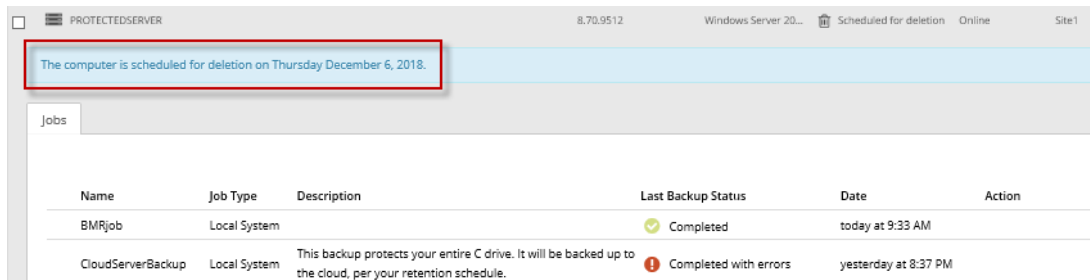 PROTECTEDSERVER 8.70.9512 Windows Server 20... Scheduled for deletion Online Site1
The computer is scheduled for deletion on Thursday December 6, 2018.
Jobs
Name Job Type Description Last Backup Status Date Action
BMRjob Local System Completed today at 9:33 AM
This backup protects your entire C drive. It will be backed up to
CloudServerBackup Local System Completed with errors yesterday at 8:37 PM
the cloud, per your retention schedule.